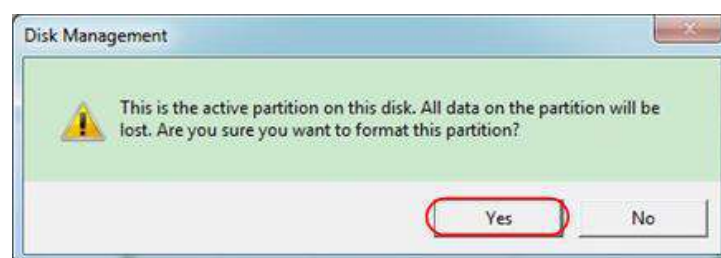 Disk Management
This is the active partition on this disk. All data on the partition will be
lost. Are you sure you want to format this partition?
Yes
No